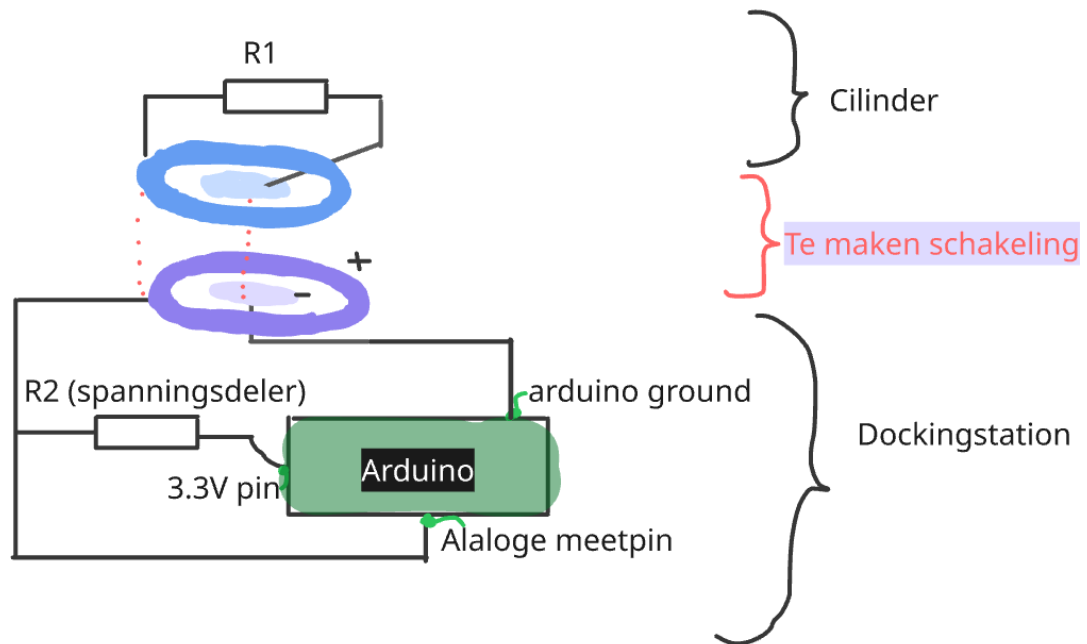 R1
Cilinder
Te maken schakeling
+
-
R2 (spanningsdeler)
arduino ground
Dockingstation
Arduino
3.3V pin
Alaloge meetpin